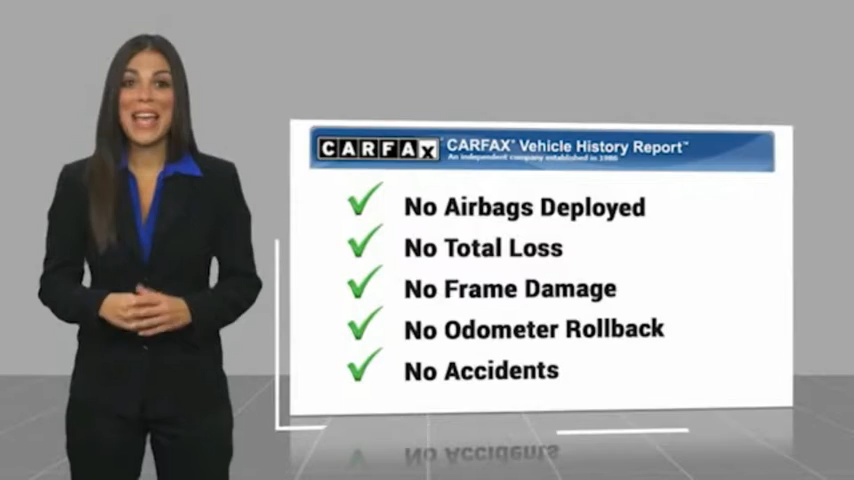 CARFAX CARFAX® Vehicle History Report™
An independent company established in 1986
No Airbags Deployed
No Total Loss
No Frame Damage
No Odometer Rollback
No Accidents
No Accidents